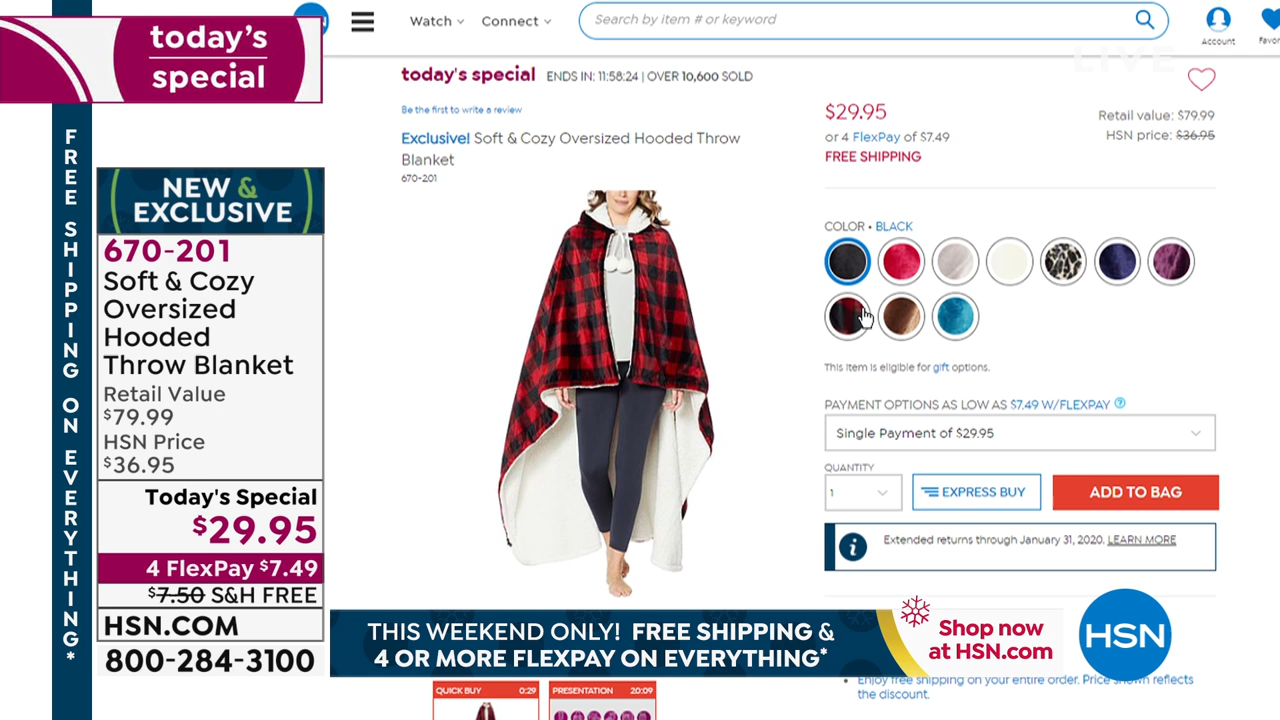 today's
special
FREE SHIPPING ON EVERYTHING*
NEW &
EXCLUSIVE
670-201
Soft & Cozy
Oversized
Hooded
Throw Blanket
Retail Value
$79.99
HSN Price
$36.95
Today's Special
$29.95
4 FlexPay $7.49
$7.50 S&H FREE
HSN.COM
800-284-3100
Watch
Connect
Search by item # or keyword
Account
LIVE
today's special ENDS IN: 11:58:24 | OVER 10,600 SOLD
Be the first to write a review
Exclusive! Soft & Cozy Oversized Hooded Throw
Blanket
670-201
$29.95
or 4 FlexPay of $7.49
FREE SHIPPING
Retail value: $79.99
HSN price: $36.95
COLOR • BLACK
This item is eligible for gift options.
PAYMENT OPTIONS AS LOW AS $7.49 W/FLEXPAY ?
Single Payment of $29.95
QUANTITY
1
EXPRESS BUY
ADD TO BAG
i
Extended returns through January 31, 2020. LEARN MORE
THIS WEEKEND ONLY! FREE SHIPPING &
4 OR MORE FLEXPAY ON EVERYTHING*
Shop now
at HSN.com
HSN
• Enjoy free shipping on your entire order. Price shown reflects
the discount.
QUICK BUY 0:29
PRESENTATION 20:09